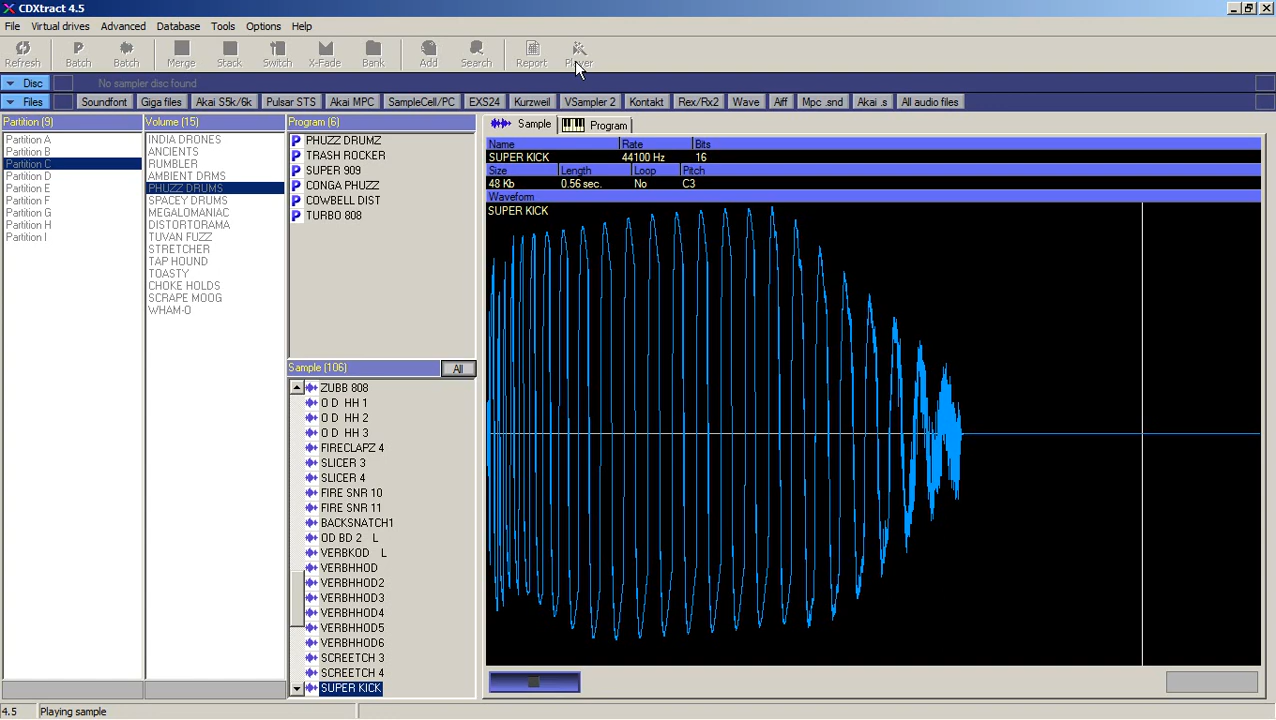 CDXtract 4.5
File Virtual drives Advanced Database Tools Options Help
Refresh Batch Batch Merge Stack Switch X-Fade Bank Add Search Report Player
Disc No sampler disc found
Files Soundfont Giga files Akai S5k/6k Pulsar STS Akai MPC SampleCell/PC EXS24 Kurzweil VSampler 2 Kontakt Rex/Rx2 Wave Aiff Mpc .snd Akai .s All audio files
Partition (9)
Partition A
Partition B
Partition C
Partition D
Partition E
Partition F
Partition G
Partition H
Partition I
Volume (15)
INDIA DRONES
ANCIENTS
RUMBLER
AMBIENT DRMS
PHUZZ DRUMS
SPACEY DRUMS
MEGALOMANIAC
DISTORTORAMA
TUVAN FUZZ
STRETCHER
TAP HOUND
TOASTY
CHOKE HOLDS
SCRAPE MOOG
WHAM-O
Program (6)
P PHUZZ DRUMZ
P TRASH ROCKER
P SUPER 909
P CONGA PHUZZ
P COWBELL DIST
P TURBO 808
Sample (106) All
ZUBB 808
O D HH 1
O D HH 2
O D HH 3
FIRECLAPZ 4
SLICER 3
SLICER 4
FIRE SNR 10
FIRE SNR 11
BACKSNATCH1
OD BD 2 L
VERBKOD L
VERBHHOD
VERBHHOD2
VERBHHOD3
VERBHHOD4
VERBHHOD5
VERBHHOD6
SCREETCH 3
SCREETCH 4
SUPER KICK
Sample Program
Name Rate Bits
SUPER KICK 44100 Hz 16
Size Length Loop Pitch
48 Kb 0.56 sec. No C3
Waveform
SUPER KICK
4.5 Playing sample